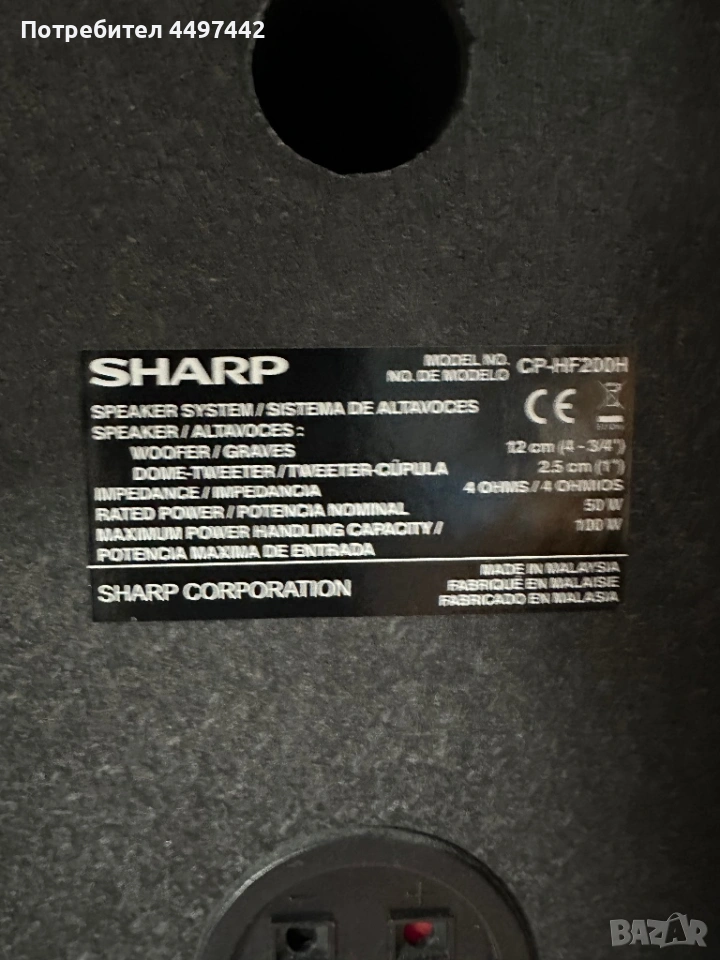 Потребител 4497442
SHARP
MODEL NO.
NO. DE MODELO CP-HF200H
SPEAKER SYSTEM / SISTEMA DE ALTAVOCES
SPEAKER / ALTAVOCES :
WOOFER / GRAVES 12 cm (4 - 3/4")
DOME-TWEETER / TWEETER-CÚPULA 2.5 cm (1")
IMPEDANCE / IMPEDANCIA 4 OHMS / 4 OHMIOS
RATED POWER / POTENCIA NOMINAL 50 W
MAXIMUM POWER HANDLING CAPACITY / 100 W
POTENCIA MAXIMA DE ENTRADA
CE
SHARP CORPORATION
MADE IN MALAYSIA
FABRIQUÉ EN MALAISIE
FABRICADO EN MALASIA
- +
BAZAR